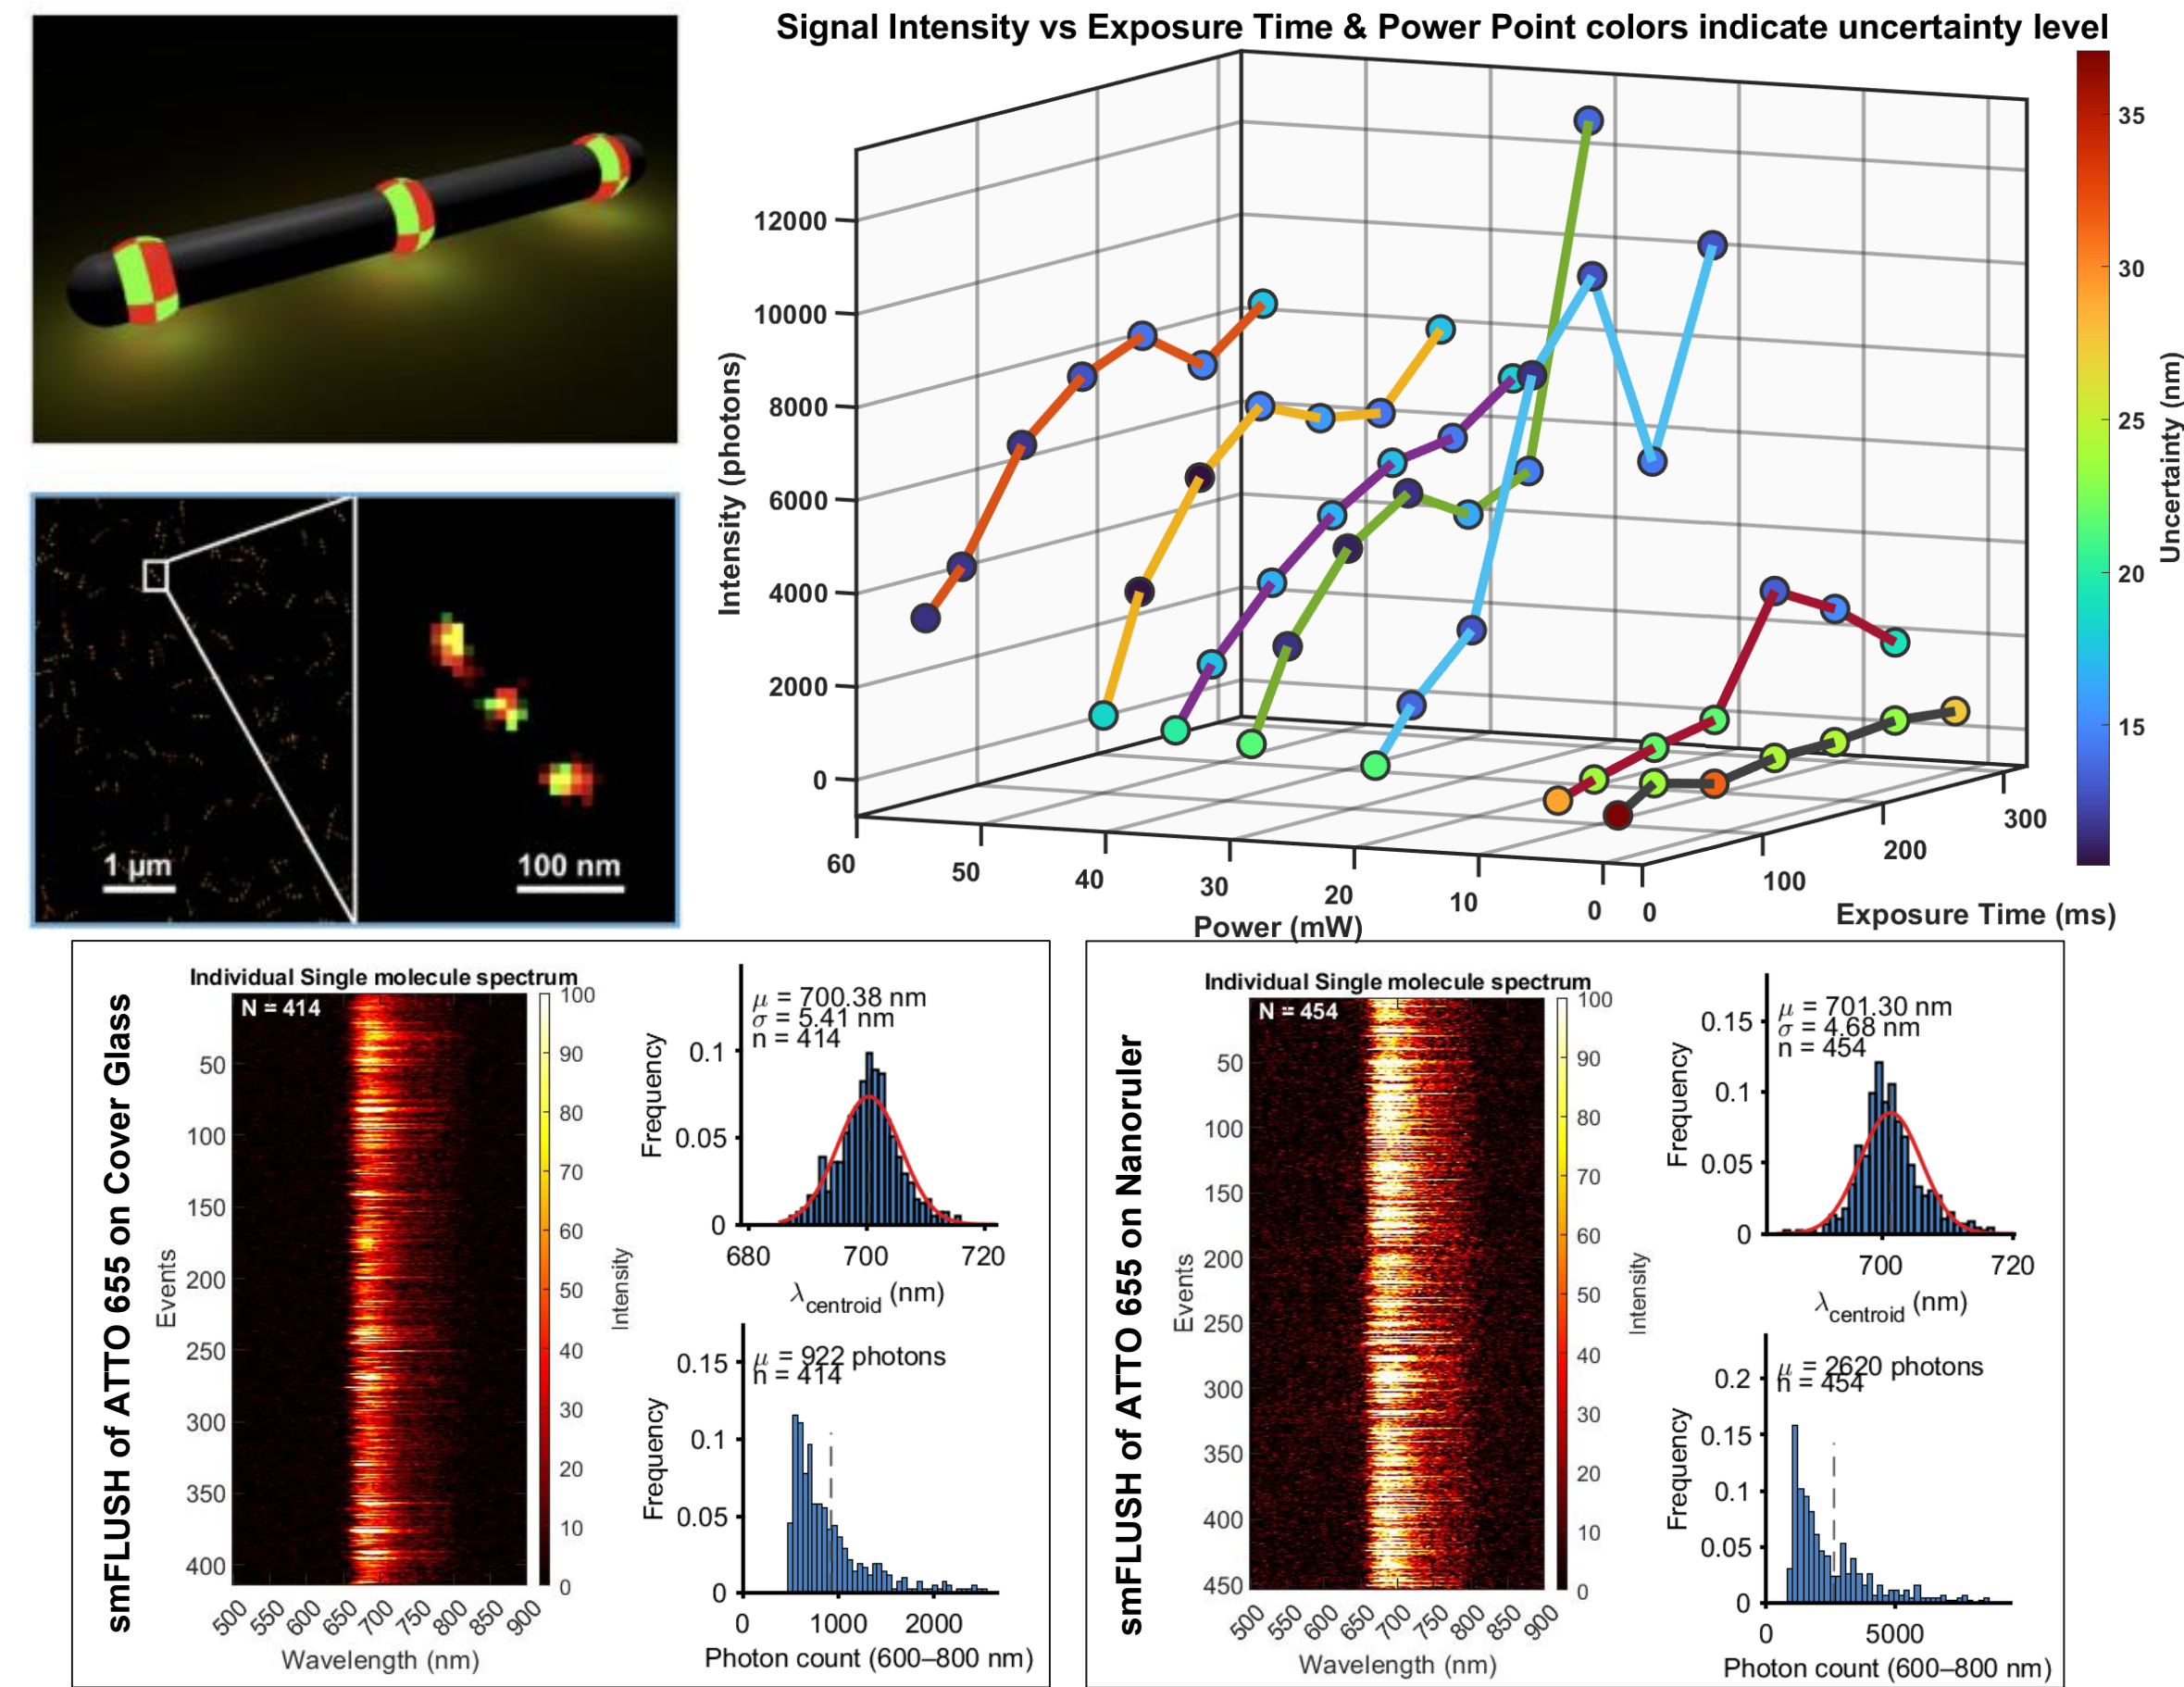 Signal Intensity vs Exposure Time & Power Point colors indicate uncertainty level
Intensity (photons)
12000
10000
8000
6000
4000
2000
0
60
50
40
30
20
10
0
Power (mW)
0
100
200
300
Exposure Time (ms)
35
30
25
20
15
Uncertainty (nm)
1 µm
100 nm
smFLUSH of ATTO 655 on Cover Glass
Individual Single molecule spectrum
N = 414
Events
50
100
150
200
250
300
350
400
500
550
600
650
700
750
800
850
900
Wavelength (nm)
100
90
80
70
60
50
40
30
20
10
0
Intensity
μ = 700.38 nm
σ = 5.41 nm
n = 414
Frequency
0.1
0.05
0
680
700
720
λcentroid (nm)
μ = 922 photons
n = 414
Frequency
0.15
0.1
0.05
0
0
1000
2000
Photon count (600–800 nm)
smFLUSH of ATTO 655 on Nanoruler
Individual Single molecule spectrum
N = 454
Events
50
100
150
200
250
300
350
400
450
500
550
600
650
700
750
800
850
900
Wavelength (nm)
100
90
80
70
60
50
40
30
20
10
0
Intensity
μ = 701.30 nm
σ = 4.68 nm
n = 454
Frequency
0.15
0.1
0.05
0
700
720
λcentroid (nm)
μ = 2620 photons
n = 454
Frequency
0.2
0.15
0.1
0.05
0
0
5000
Photon count (600–800 nm)